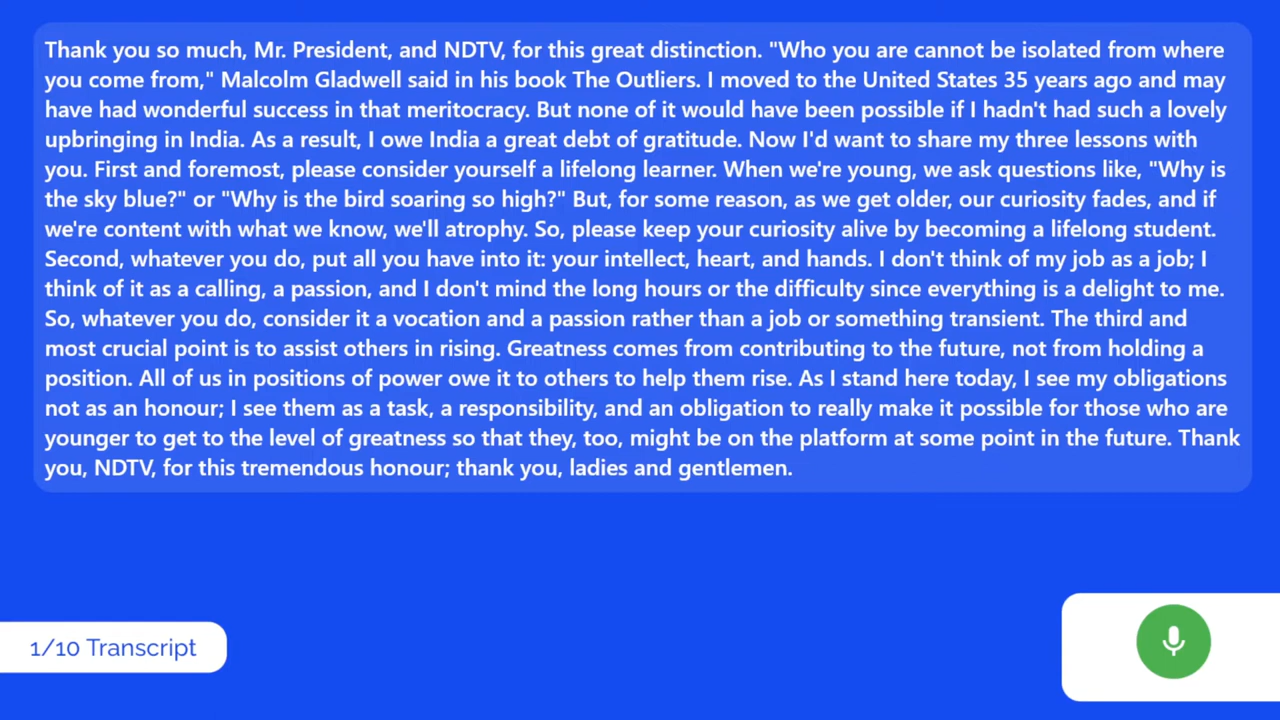 Thank you so much, Mr. President, and NDTV, for this great distinction. "Who you are cannot be isolated from where
you come from," Malcolm Gladwell said in his book The Outliers. I moved to the United States 35 years ago and may
have had wonderful success in that meritocracy. But none of it would have been possible if I hadn't had such a lovely
upbringing in India. As a result, I owe India a great debt of gratitude. Now I'd want to share my three lessons with
you. First and foremost, please consider yourself a lifelong learner. When we're young, we ask questions like, "Why is
the sky blue?" or "Why is the bird soaring so high?" But, for some reason, as we get older, our curiosity fades, and if
we're content with what we know, we'll atrophy. So, please keep your curiosity alive by becoming a lifelong student.
Second, whatever you do, put all you have into it: your intellect, heart, and hands. I don't think of my job as a job; I
think of it as a calling, a passion, and I don't mind the long hours or the difficulty since everything is a delight to me.
So, whatever you do, consider it a vocation and a passion rather than a job or something transient. The third and
most crucial point is to assist others in rising. Greatness comes from contributing to the future, not from holding a
position. All of us in positions of power owe it to others to help them rise. As I stand here today, I see my obligations
not as an honour; I see them as a task, a responsibility, and an obligation to really make it possible for those who are
younger to get to the level of greatness so that they, too, might be on the platform at some point in the future. Thank
you, NDTV, for this tremendous honour; thank you, ladies and gentlemen.
1/10 Transcript